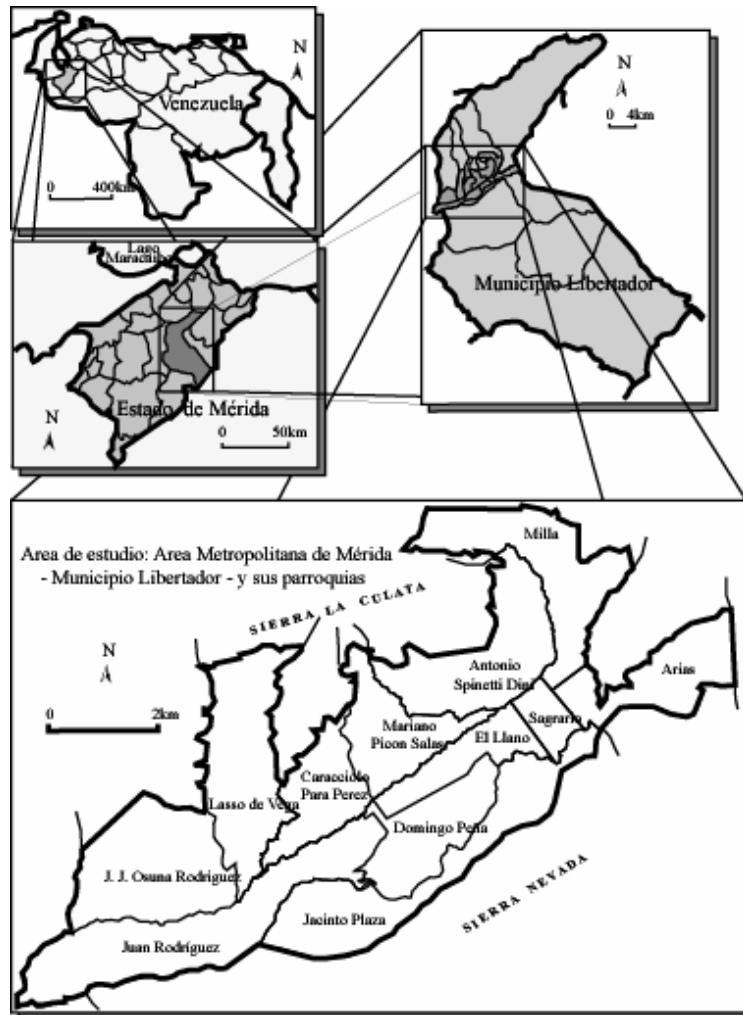 N
Venezuela
0 400km
N
0 4km
Municipio Libertador
Lago
Maracaibo
N
Estado de Mérida
0 50km
Area de estudio: Area Metropolitana de Mérida
- Municipio Libertador - y sus parroquias
N
0 2km
SIERRA LA CULATA
Milla
Arias
Antonio
Spinetti Dini
Sagrario
El Llano
Mariano
Picon Salas
Caracciolo
Para Perez
Lasso de Vega
Domingo Peña
J. J. Osuna Rodriguez
Jacinto Plaza
Juan Rodríguez
SIERRA NEVADA